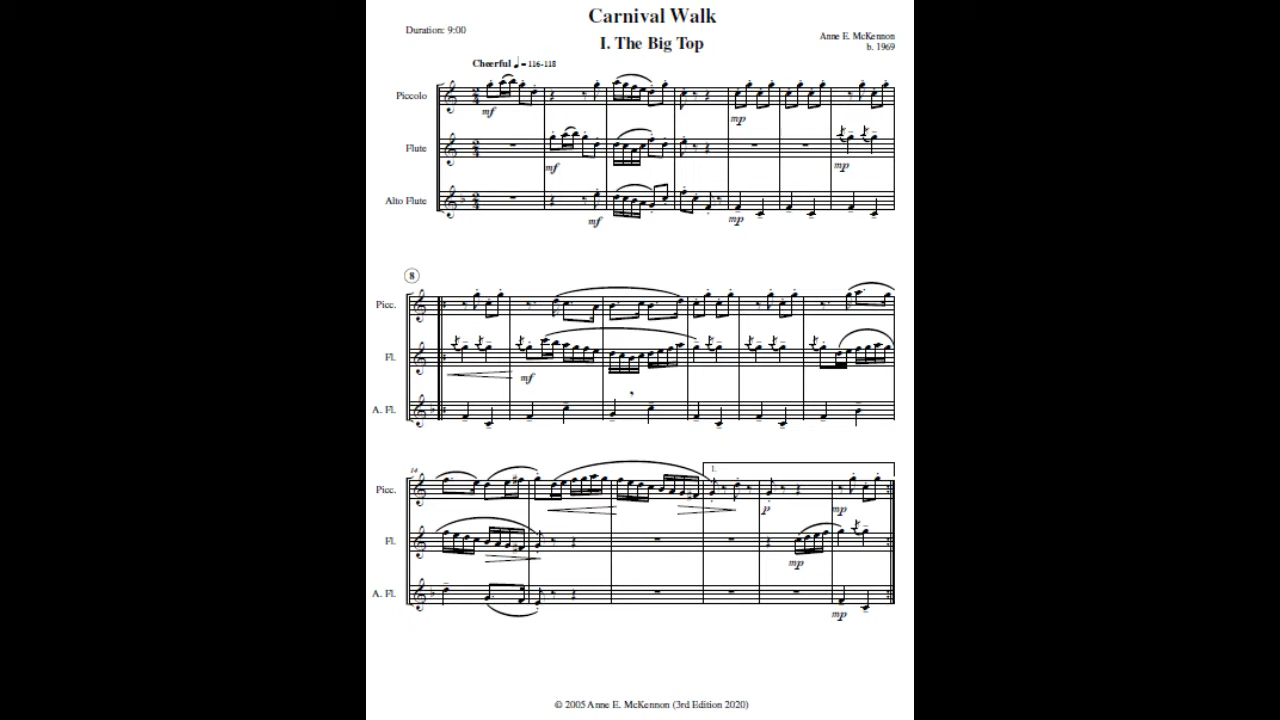 Carnival Walk
Duration: 9:00
I. The Big Top
Anne E. McKennon
b. 1969
Cheerful ♩ = 116-118
Piccolo
mf
mp
Flute
mf
mp
Alto Flute
mf
mp
8
Picc.
Fl.
mf
A. Fl.
14
1.
Picc.
p
mp
Fl.
mp
A. Fl.
mp
© 2005 Anne E. McKennon (3rd Edition 2020)